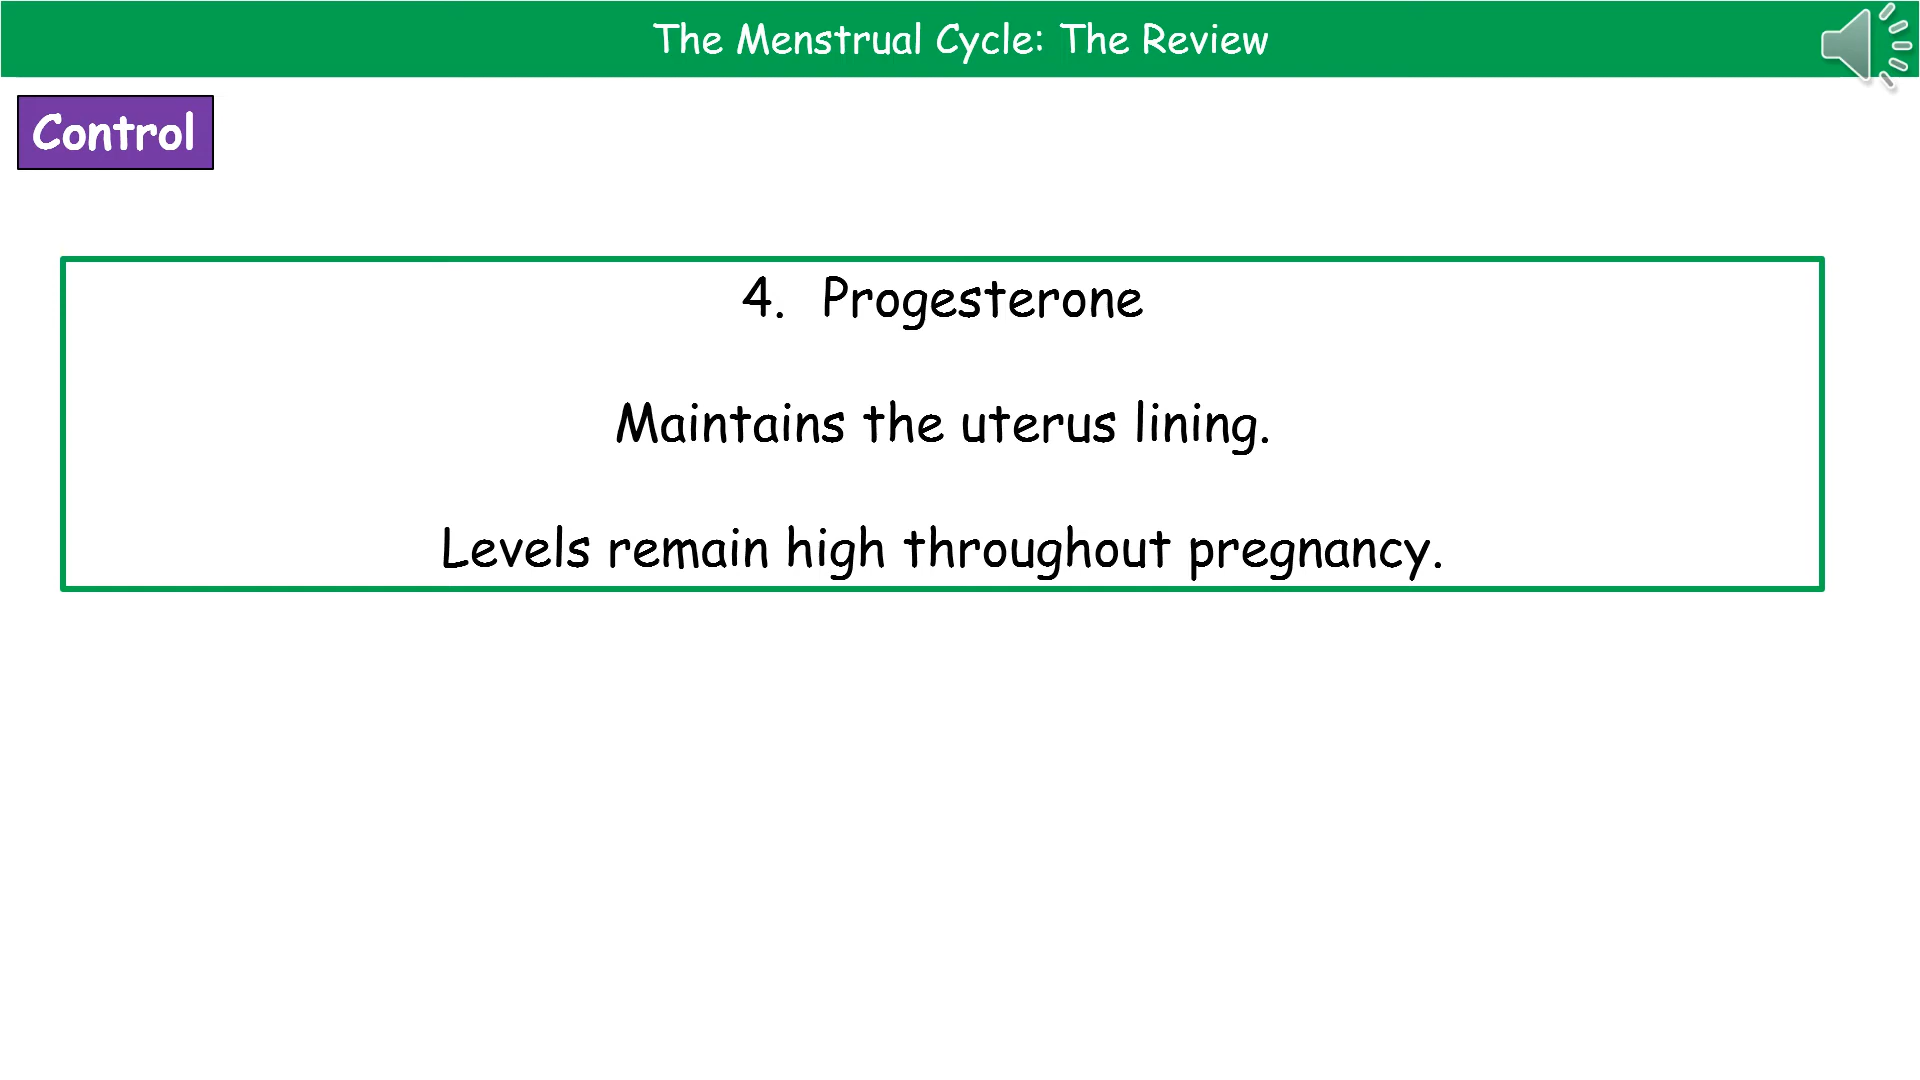 The Menstrual Cycle: The Review
Control
4. Progesterone
Maintains the uterus lining.
Levels remain high throughout pregnancy.